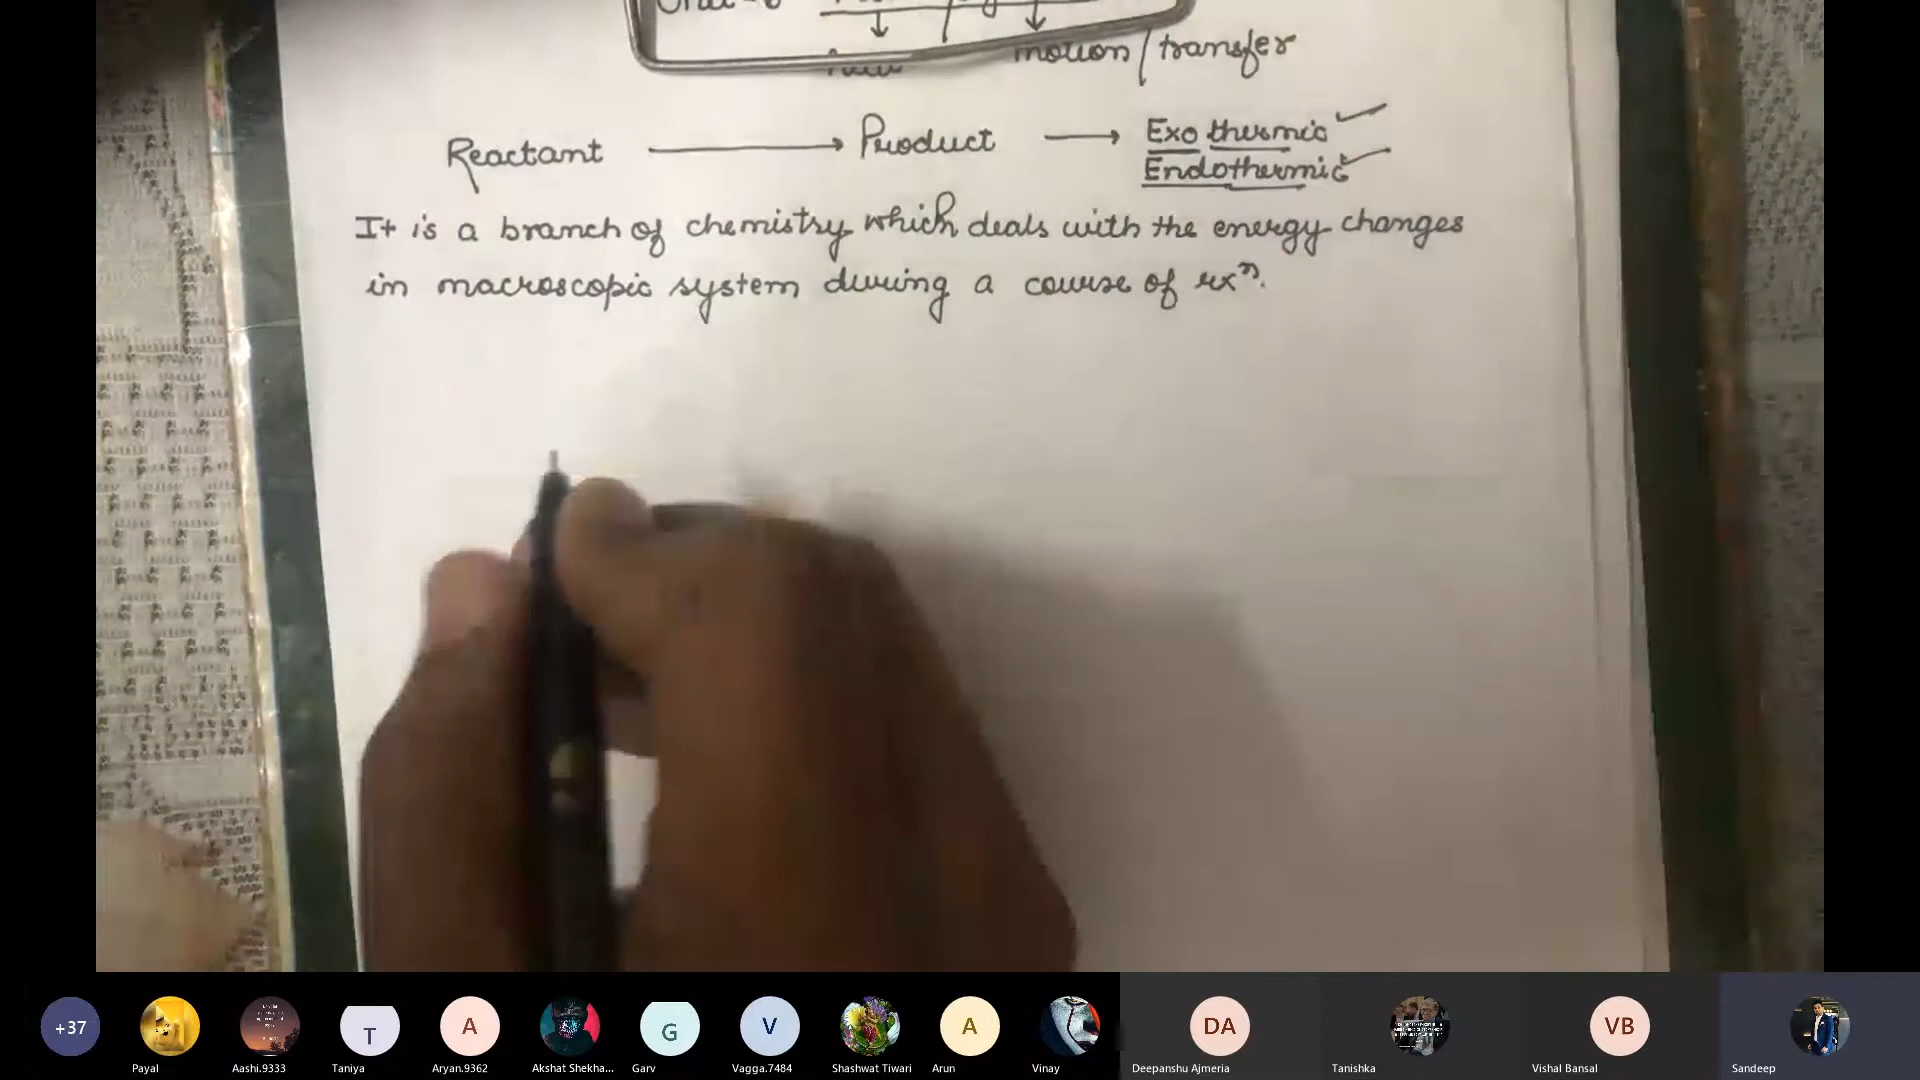 motion / transfer
Reactant → Product → Exothermic ✓
Endothermic ✓
It is a branch of chemistry which deals with the energy changes
in macroscopic system during a course of rxⁿ.
+37
T
A
G
V
A
DA
VB
Payal
Aashi.9333
Taniya
Aryan.9362
Akshat Shekha...
Garv
Vagga.7484
Shashwat Tiwari
Arun
Vinay
Deepanshu Ajmeria
Tanishka
Vishal Bansal
Sandeep